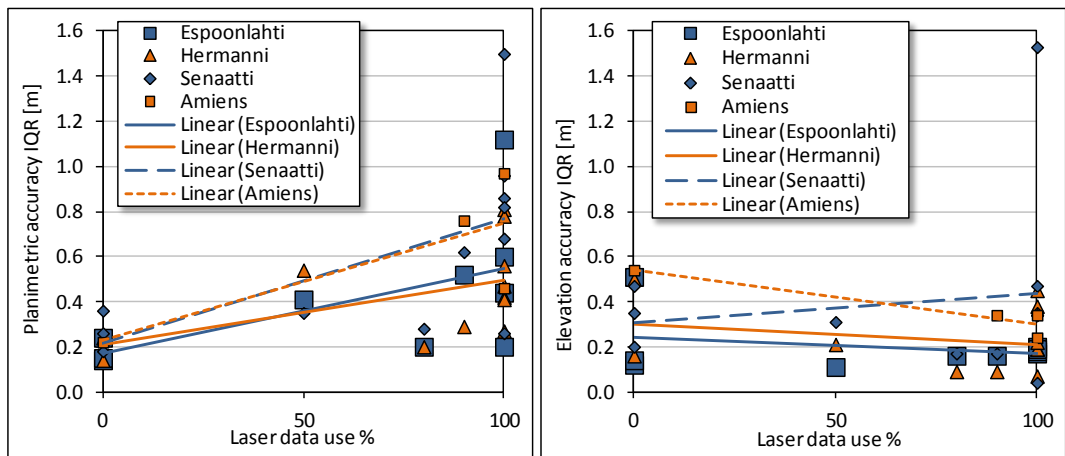 1.6
1.4
1.2
1.0
0.8
0.6
0.4
0.2
0.0
Planimetric accuracy IQR [m]
Espoonlahti
Hermanni
Senaatti
Amiens
Linear (Espoonlahti)
Linear (Hermanni)
Linear (Senaatti)
Linear (Amiens)
0
50
100
Laser data use %
1.6
1.4
1.2
1.0
0.8
0.6
0.4
0.2
0.0
Elevation accuracy IQR [m]
Espoonlahti
Hermanni
Senaatti
Amiens
Linear (Espoonlahti)
Linear (Hermanni)
Linear (Senaatti)
Linear (Amiens)
0
50
100
Laser data use %